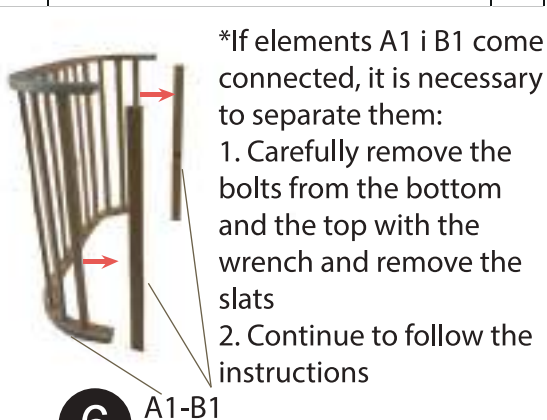 *If elements A1 i B1 come
connected, it is necessary
to separate them:
1. Carefully remove the
bolts from the bottom
and the top with the
wrench and remove the
slats
2. Continue to follow the
instructions
A1-B1